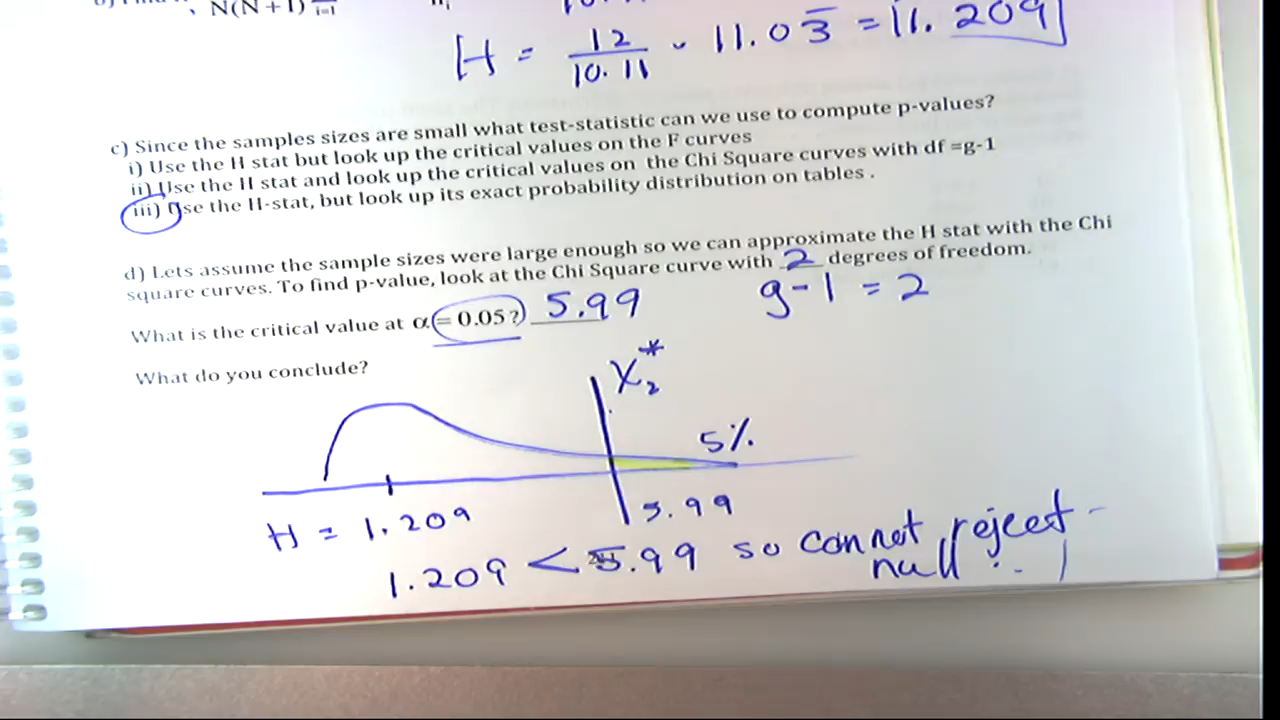 N(N+1) i=1
H = 12 / 10.11 · 11.03 = 1.209
c) Since the samples sizes are small what test-statistic can we use to compute p-values?
i) Use the H stat but look up the critical values on the F curves
ii) Use the H stat and look up the critical values on the Chi Square curves with df =g-1
iii) Use the H-stat, but look up its exact probability distribution on tables .
d) Lets assume the sample sizes were large enough so we can approximate the H stat with the Chi
square curves. To find p-value, look at the Chi Square curve with 2 degrees of freedom.
g-1 = 2
What is the critical value at α = 0.05? 5.99
What do you conclude?
X₂*
5%
5.99
H = 1.209
1.209 < 5.99 so cannot reject
null